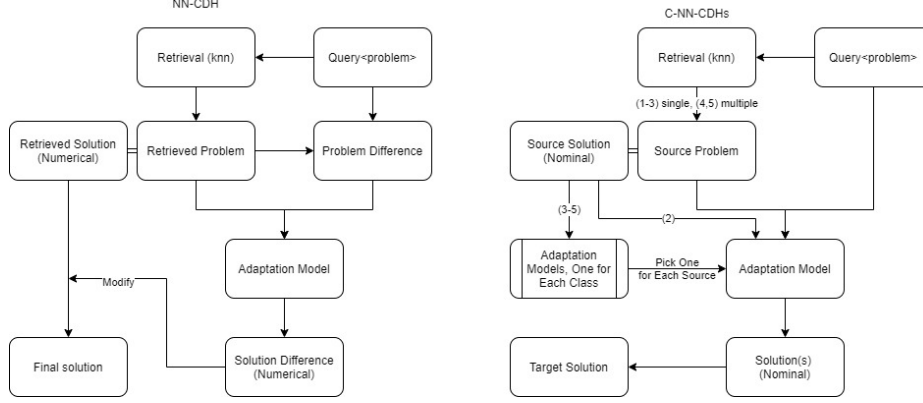 NN-CDH
Retrieval (knn)
Query<problem>
Retrieved Solution
(Numerical)
Retrieved Problem
Problem Difference
Adaptation Model
Modify
Final solution
Solution Difference
(Numerical)
C-NN-CDHs
Retrieval (knn)
Query<problem>
(1-3) single, (4,5) multiple
Source Solution
(Nominal)
Source Problem
(3-5)
(2)
Adaptation
Models, One for
Each Class
Pick One
for Each Source
Adaptation Model
Target Solution
Solution(s)
(Nominal)